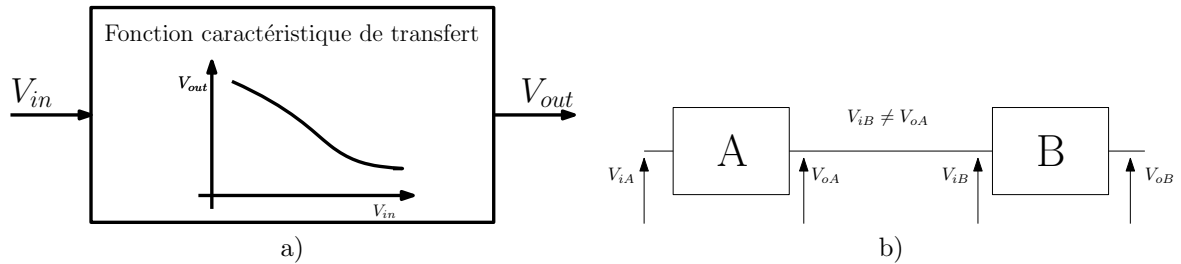 Fonction caractéristique de transfert
V_in
V_out
V_out
V_in
a)
V_iB ≠ V_oA
A
B
V_iA
V_oA
V_iB
V_oB
b)